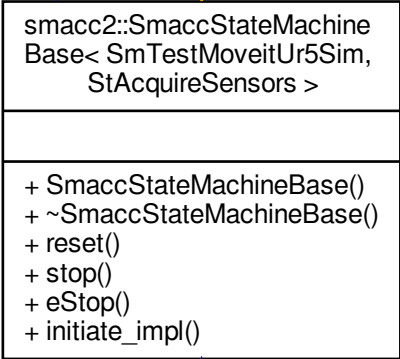 smacc2::SmaccStateMachine
Base< SmTestMoveitUr5Sim,
StAcquireSensors >
+ SmaccStateMachineBase()
+ ~SmaccStateMachineBase()
+ reset()
+ stop()
+ eStop()
+ initiate_impl()